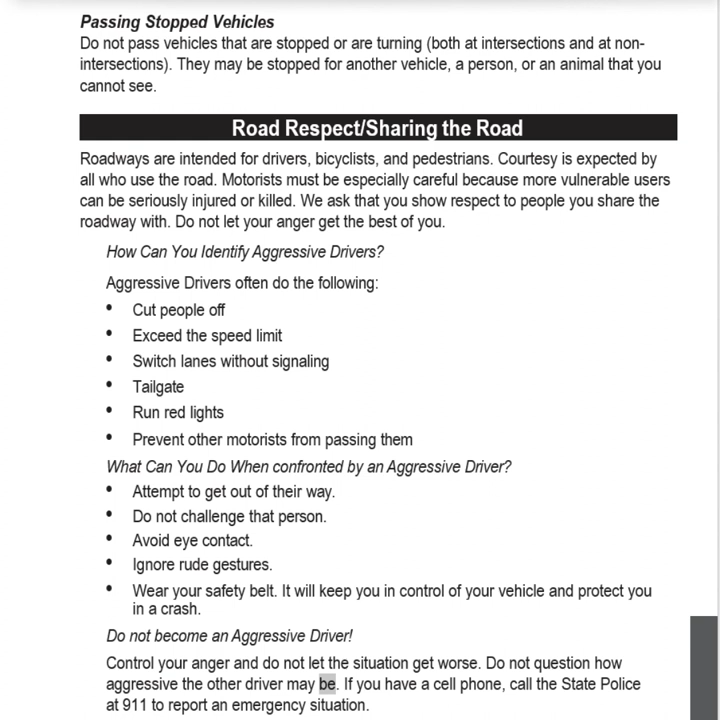 Passing Stopped Vehicles
Do not pass vehicles that are stopped or are turning (both at intersections and at non-
intersections). They may be stopped for another vehicle, a person, or an animal that you
cannot see.
Road Respect/Sharing the Road
Roadways are intended for drivers, bicyclists, and pedestrians. Courtesy is expected by
all who use the road. Motorists must be especially careful because more vulnerable users
can be seriously injured or killed. We ask that you show respect to people you share the
roadway with. Do not let your anger get the best of you.
How Can You Identify Aggressive Drivers?
Aggressive Drivers often do the following:
• Cut people off
• Exceed the speed limit
• Switch lanes without signaling
• Tailgate
• Run red lights
• Prevent other motorists from passing them
What Can You Do When confronted by an Aggressive Driver?
• Attempt to get out of their way.
• Do not challenge that person.
• Avoid eye contact.
• Ignore rude gestures.
• Wear your safety belt. It will keep you in control of your vehicle and protect you
in a crash.
Do not become an Aggressive Driver!
Control your anger and do not let the situation get worse. Do not question how
aggressive the other driver may be. If you have a cell phone, call the State Police
at 911 to report an emergency situation.